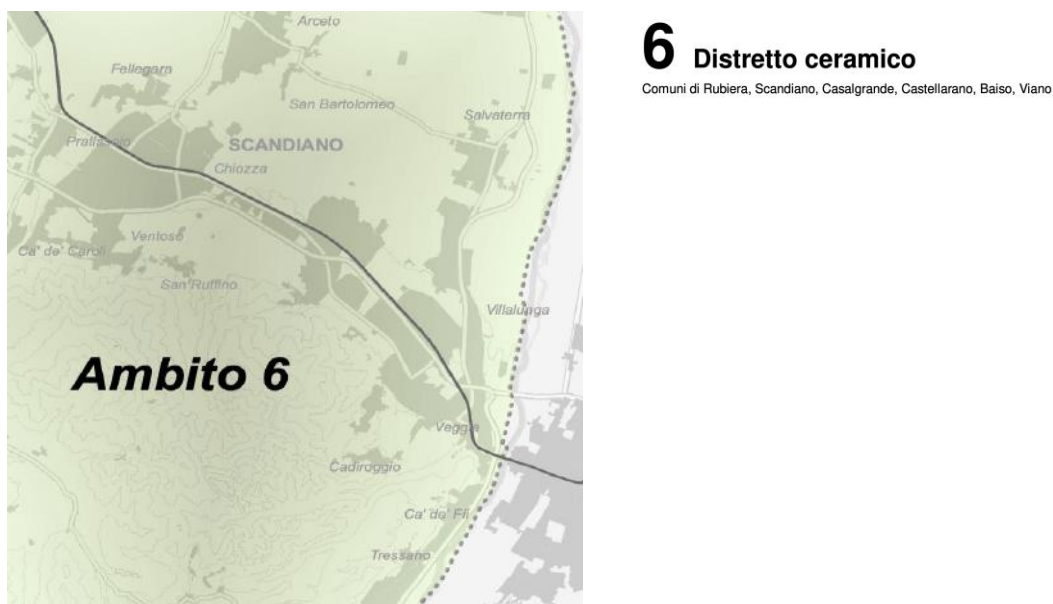 Arceto
Fellegara
San Bartolomeo
Salvaterra
Pratissolo
SCANDIANO
Chiozza
Ventoso
Ca' de' Caroli
San Ruffino
Villalunga
Ambito 6
Veggia
Cadiroggio
Ca' de' Fii
Tressano
6 Distretto ceramico
Comuni di Rubiera, Scandiano, Casalgrande, Castellarano, Baiso, Viano